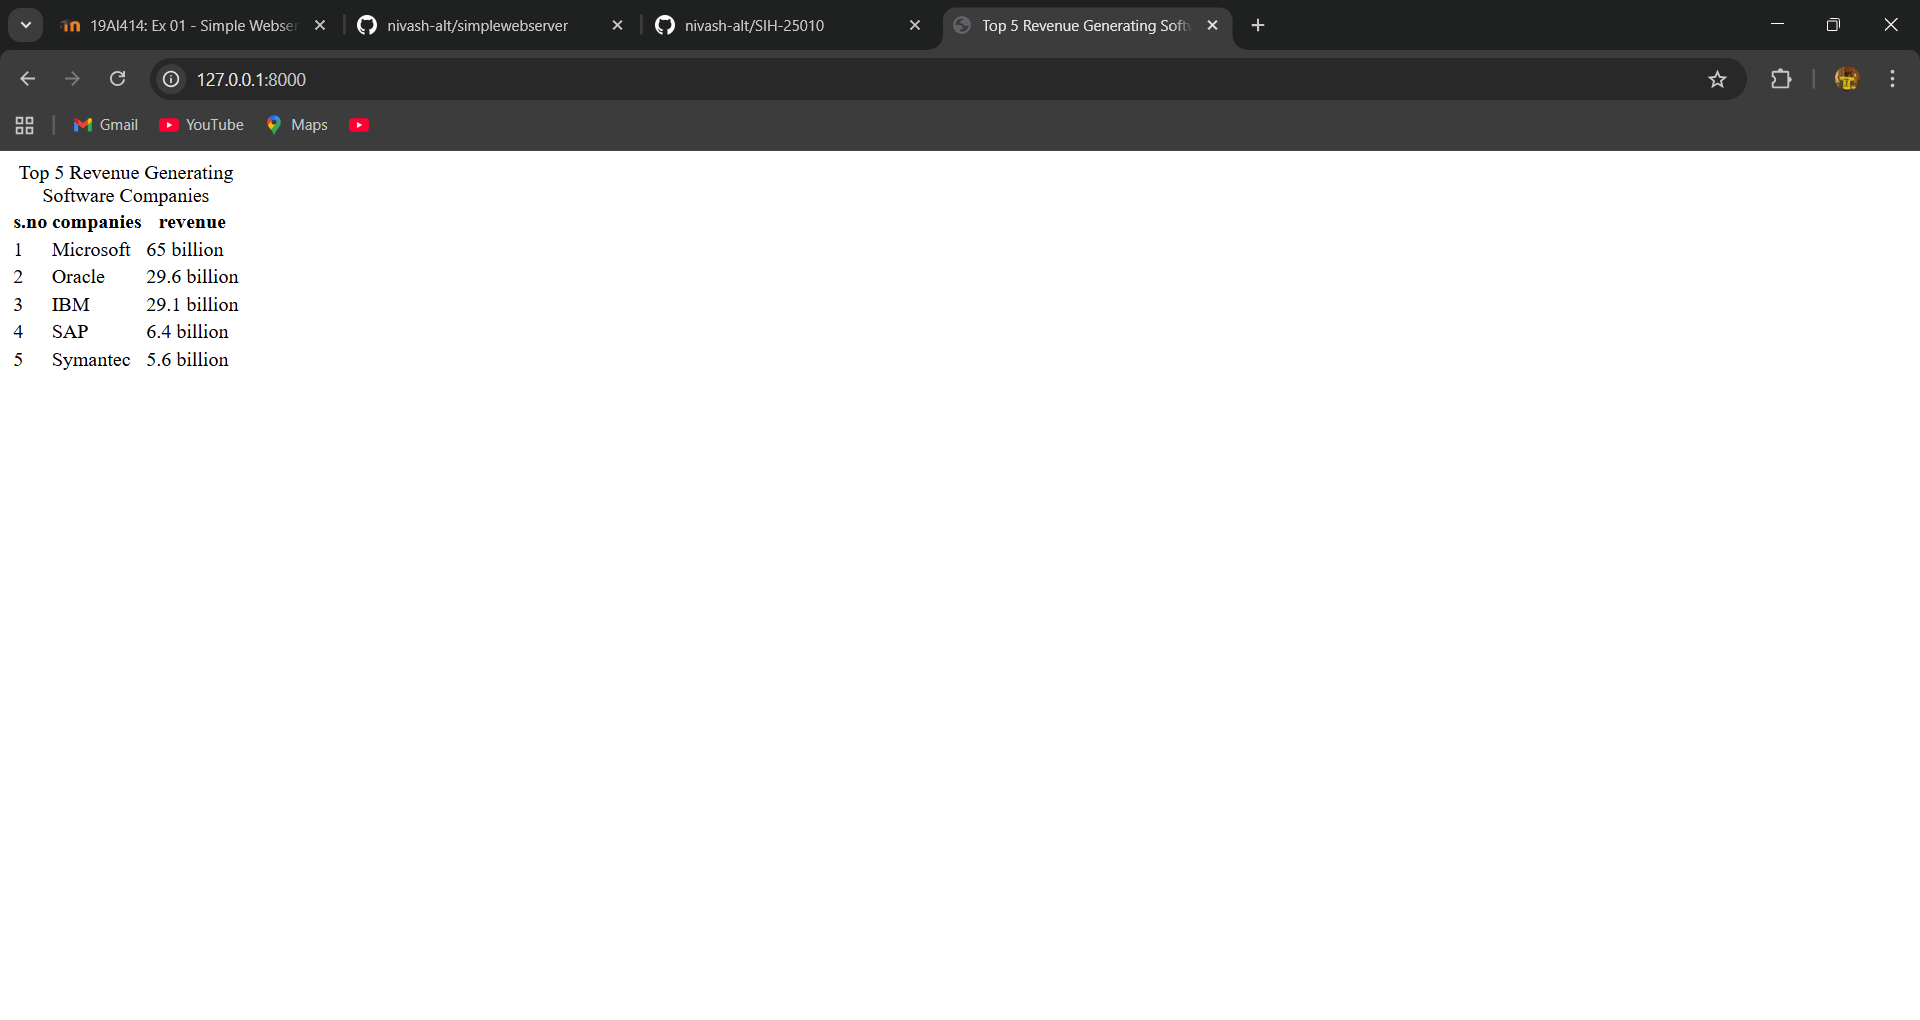 19AI414: Ex 01 - Simple Webser
nivash-alt/simplewebserver
nivash-alt/SIH-25010
Top 5 Revenue Generating Soft
127.0.0.1:8000
Gmail
YouTube
Maps
Top 5 Revenue Generating
Software Companies
s.no companies revenue
1 Microsoft 65 billion
2 Oracle 29.6 billion
3 IBM 29.1 billion
4 SAP 6.4 billion
5 Symantec 5.6 billion